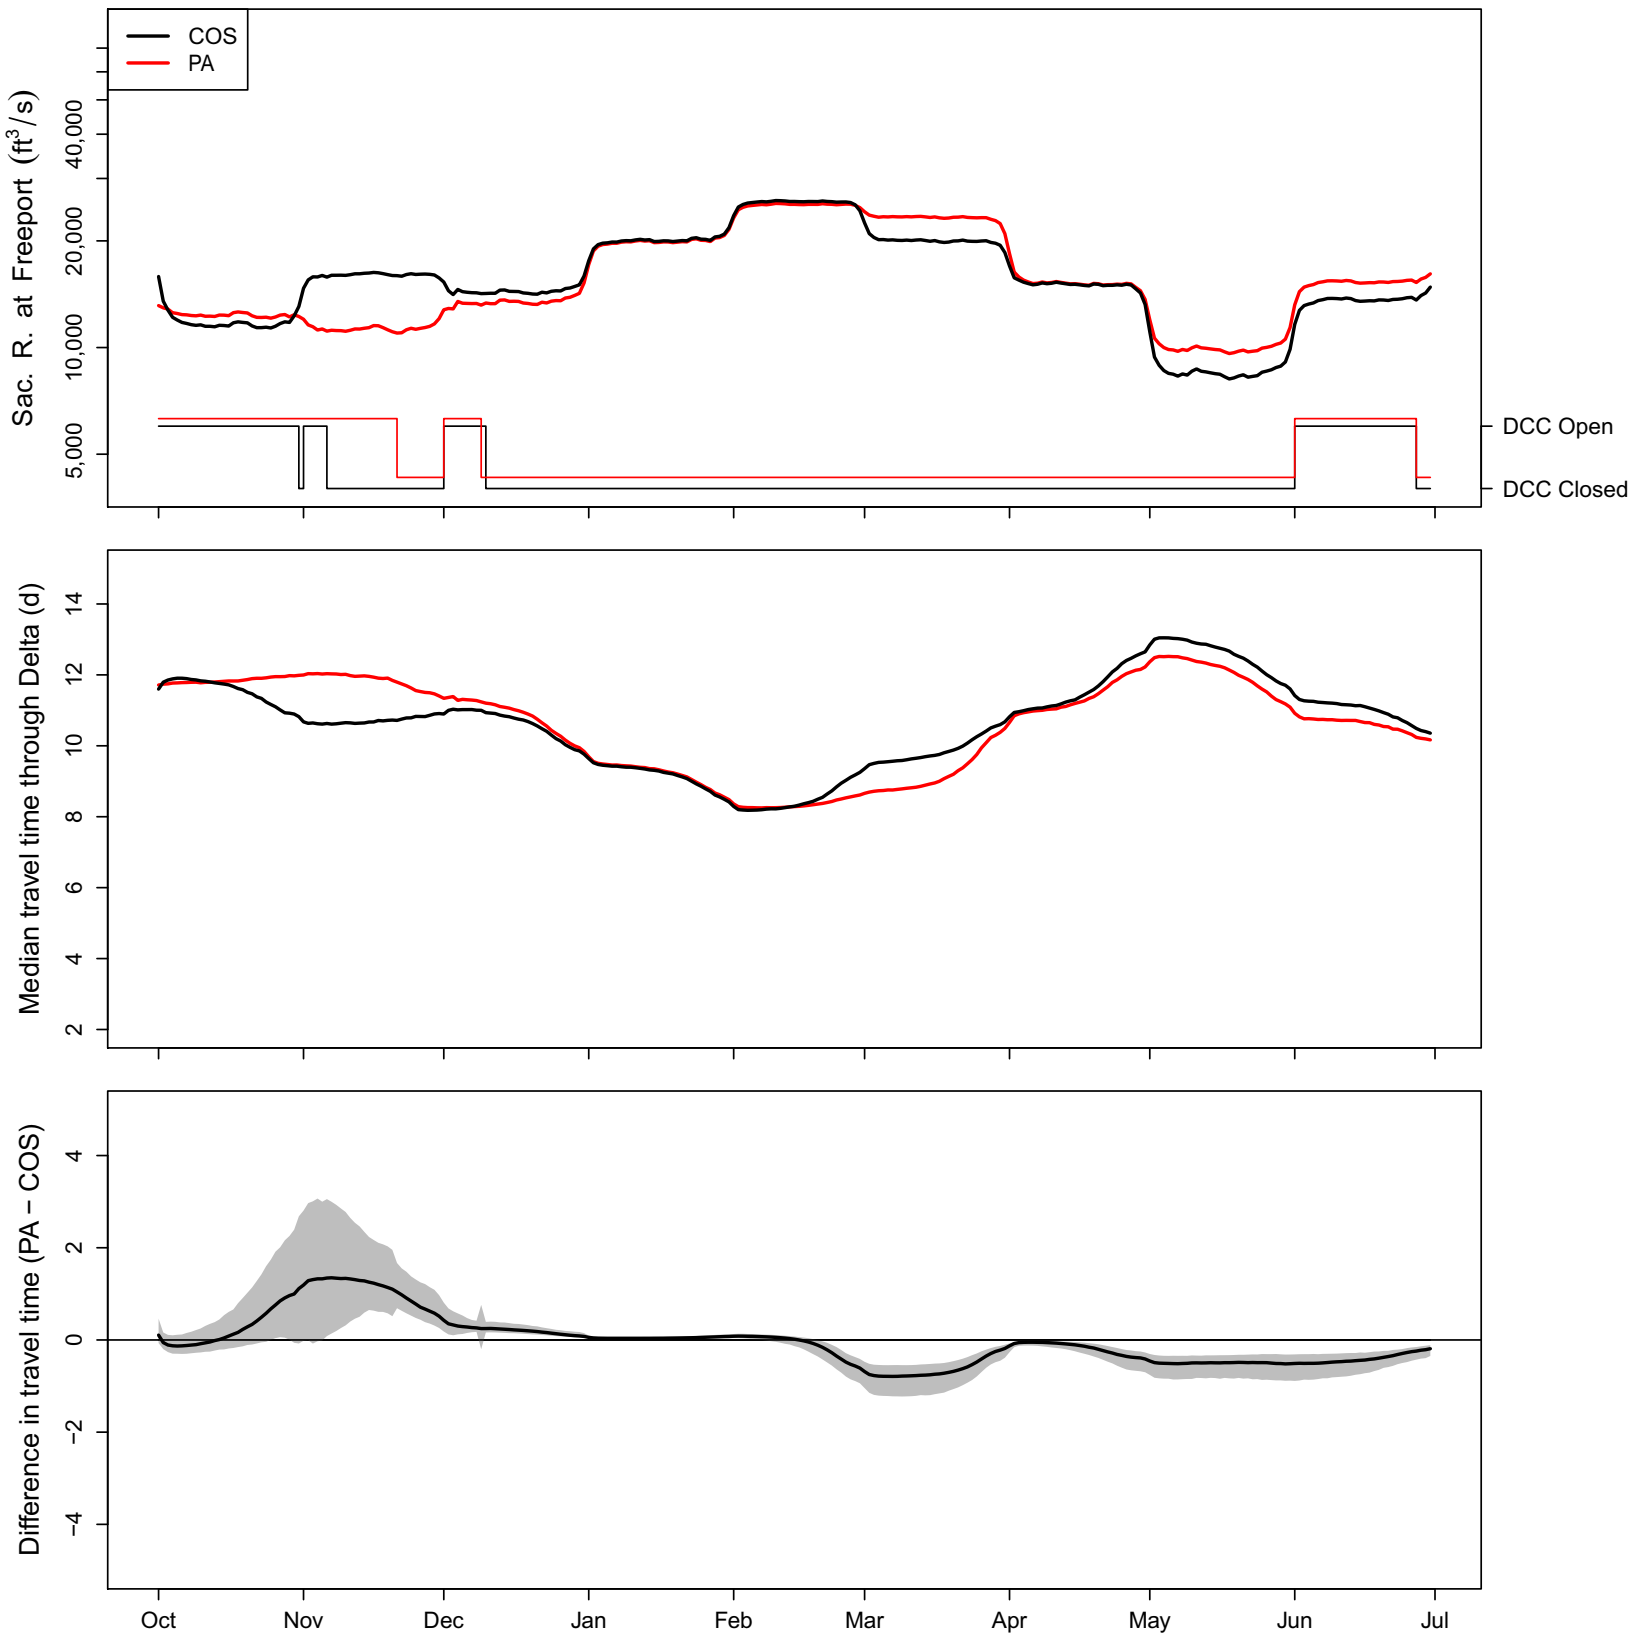 COS
PA
Sac. R. at Freeport (ft³/s)
40,000
20,000
10,000
5,000
DCC Open
DCC Closed
Median travel time through Delta (d)
14
12
10
8
6
4
2
Difference in travel time (PA − COS)
4
2
0
−2
−4
Oct Nov Dec Jan Feb Mar Apr May Jun Jul